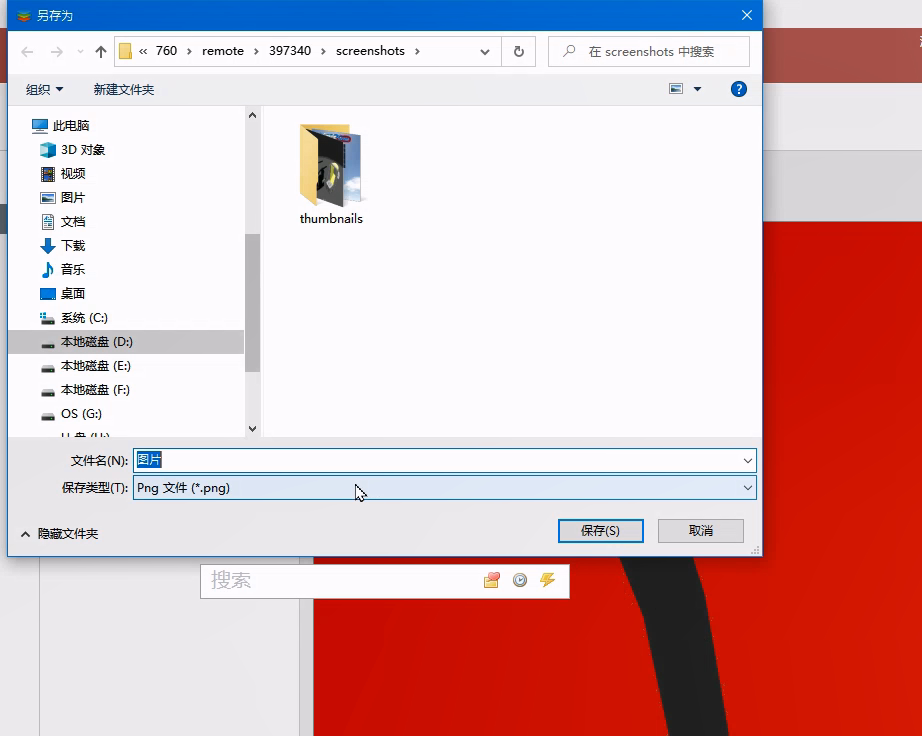 另存为
« 760 › remote › 397340 › screenshots ›
在 screenshots 中搜索
组织
新建文件夹
此电脑
3D 对象
视频
图片
文档
下载
音乐
桌面
系统 (C:)
本地磁盘 (D:)
本地磁盘 (E:)
本地磁盘 (F:)
OS (G:)
thumbnails
文件名(N):
图片
保存类型(T):
Png 文件 (*.png)
隐藏文件夹
保存(S)
取消
搜索